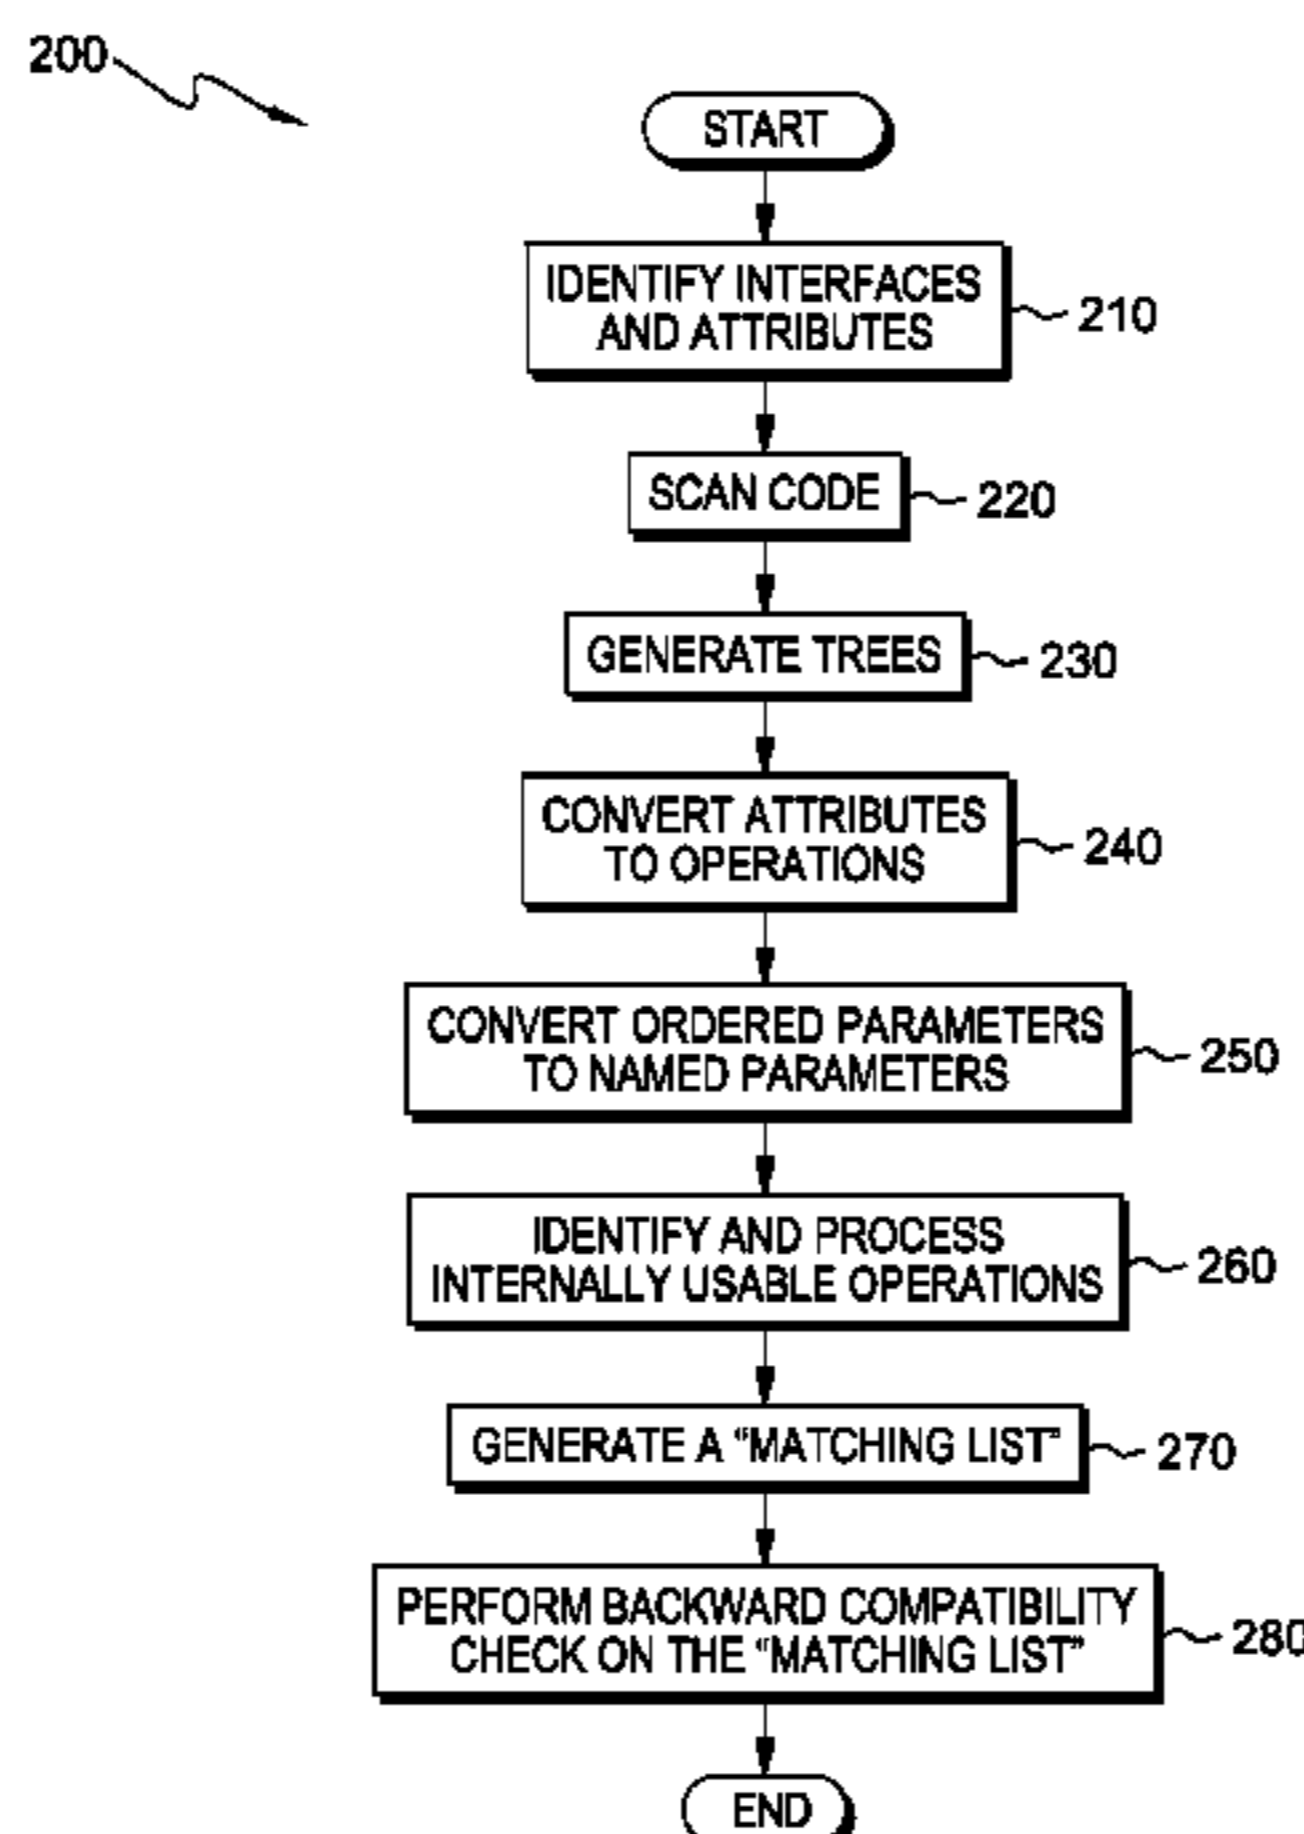 200
START
IDENTIFY INTERFACES
AND ATTRIBUTES
210
SCAN CODE
220
GENERATE TREES
230
CONVERT ATTRIBUTES
TO OPERATIONS
240
CONVERT ORDERED PARAMETERS
TO NAMED PARAMETERS
250
IDENTIFY AND PROCESS
INTERNALLY USABLE OPERATIONS
260
GENERATE A “MATCHING LIST”
270
PERFORM BACKWARD COMPATIBILITY
CHECK ON THE “MATCHING LIST”
280
END